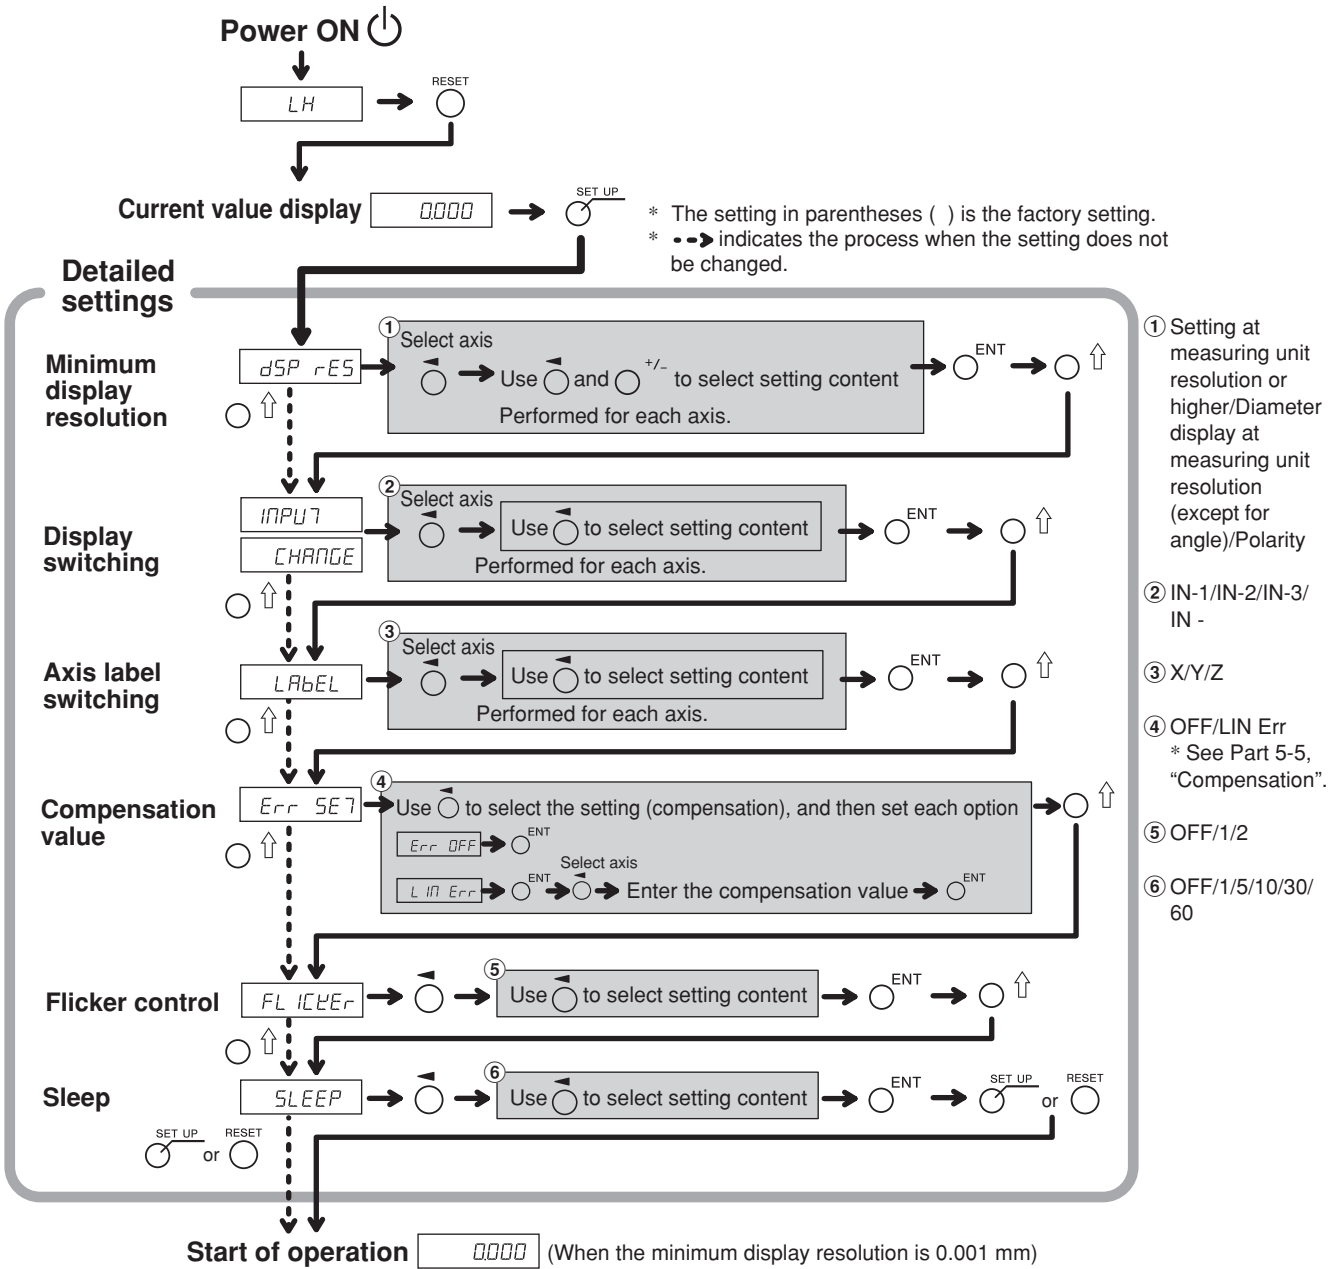 Power ON
LH
RESET
Current value display
0.000
SET UP
* The setting in parentheses ( ) is the factory setting.
* indicates the process when the setting does not
be changed.
Detailed
settings
Minimum
display
resolution
dSP rES
①
Select axis
Use and +/- to select setting content
Performed for each axis.
ENT
Display
switching
INPUT
CHANGE
②
Select axis
Use to select setting content
Performed for each axis.
ENT
Axis label
switching
LAbEL
③
Select axis
Use to select setting content
Performed for each axis.
ENT
Compensation
value
Err SET
④
Use to select the setting (compensation), and then set each option
Err OFF
ENT
Select axis
LIN Err
ENT
Enter the compensation value
ENT
Flicker control
FLICKEr
⑤
Use to select setting content
ENT
Sleep
SLEEP
⑥
Use to select setting content
ENT
SET UP
or
RESET
SET UP
or
RESET
Start of operation
0.000
(When the minimum display resolution is 0.001 mm)
① Setting at
measuring unit
resolution or
higher/Diameter
display at
measuring unit
resolution
(except for
angle)/Polarity
② IN-1/IN-2/IN-3/
IN -
③ X/Y/Z
④ OFF/LIN Err
* See Part 5-5,
“Compensation”.
⑤ OFF/1/2
⑥ OFF/1/5/10/30/
60